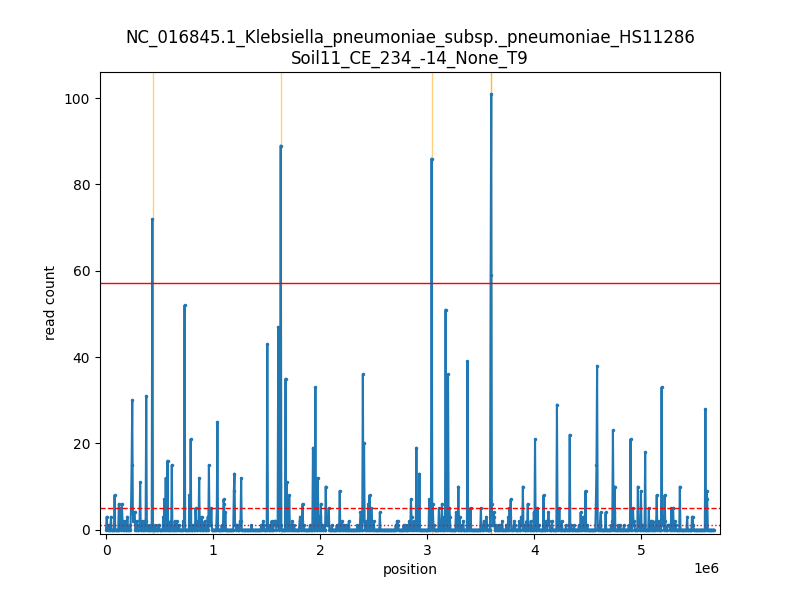 NC_016845.1_Klebsiella_pneumoniae_subsp._pneumoniae_HS11286
Soil11_CE_234_-14_None_T9
100
80
60
40
20
0
read count
0 1 2 3 4 5
1e6
position